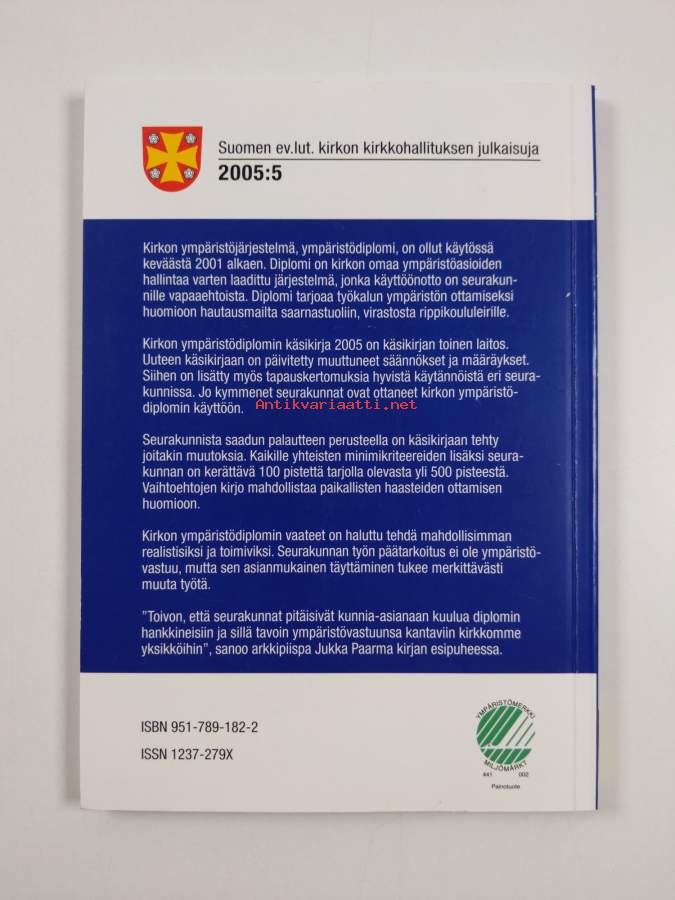 Suomen ev.lut. kirkon kirkkohallituksen julkaisuja
2005:5
Kirkon ympäristöjärjestelmä, ympäristödiplomi, on ollut käytössä
keväästä 2001 alkaen. Diplomi on kirkon omaa ympäristöasioiden
hallintaa varten laadittu järjestelmä, jonka käyttöönotto on seurakun-
nille vapaaehtoista. Diplomi tarjoaa työkalun ympäristön ottamiseksi
huomioon hautausmailta saarnastuoliin, virastosta rippikoululeirille.
Kirkon ympäristödiplomin käsikirja 2005 on käsikirjan toinen laitos.
Uuteen käsikirjaan on päivitetty muuttuneet säännökset ja määräykset.
Siihen on lisätty myös tapauskertomuksia hyvistä käytännöistä eri seura-
kunnissa. Jo kymmenet seurakunnat ovat ottaneet kirkon ympäristö-
diplomin käyttöön.
Antikvariaatti.net
Seurakunnista saadun palautteen perusteella on käsikirjaan tehty
joitakin muutoksia. Kaikille yhteisten minimikriteereiden lisäksi seura-
kunnan on kerättävä 100 pistettä tarjolla olevasta yli 500 pisteestä.
Vaihtoehtojen kirjo mahdollistaa paikallisten haasteiden ottamisen
huomioon.
Kirkon ympäristödiplomin vaateet on haluttu tehdä mahdollisimman
realistisiksi ja toimiviksi. Seurakunnan työn päätarkoitus ei ole ympäristö-
vastuu, mutta sen asianmukainen täyttäminen tukee merkittävästi
muuta työtä.
"Toivon, että seurakunnat pitäisivät kunnia-asianaan kuulua diplomin
hankkineisiin ja sillä tavoin ympäristövastuunsa kantaviin kirkkomme
yksikköihin", sanoo arkkipiispa Jukka Paarma kirjan esipuheessa.
ISBN 951-789-182-2
ISSN 1237-279X
YMPÄRISTÖMERKKI
MILJÖMÄRKT
441 002
Painotuote